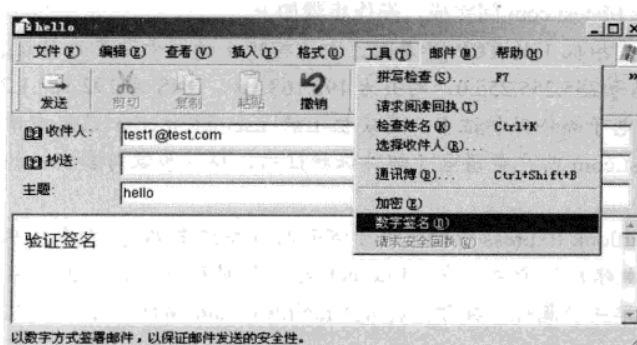 hello
文件(F) 编辑(E) 查看(V) 插入(I) 格式(O) 工具(T) 邮件(M) 帮助(H)
发送 剪切 复制 粘贴 撤销
拼写检查(S)... F7
请求阅读回执(T)
检查姓名(K) Ctrl+K
选择收件人(R)...
通讯簿(B)... Ctrl+Shift+B
加密(E)
数字签名(D)
请求安全回执(Q)
收件人: test1@test.com
抄送:
主题: hello
验证签名
以数字方式签署邮件，以保证邮件发送的安全性。